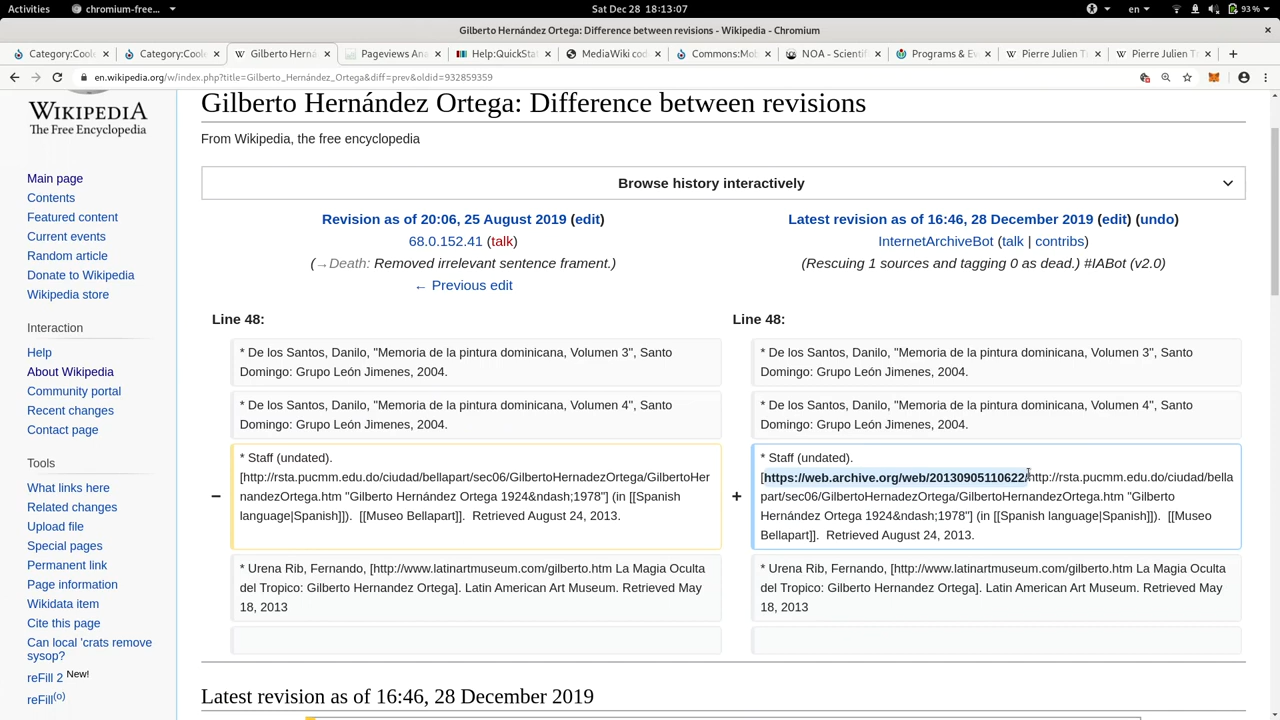 Activities
chromium-free...
Sat Dec 28 18:13:07
en
93 %
Gilberto Hernández Ortega: Difference between revisions - Wikipedia - Chromium
Category:Coole
Category:Coole
Gilberto Herná
Pageviews Ana
Help:QuickStat
MediaWiki cod
Commons:Mob
NOA - Scientifi
Programs & Ev
Pierre Julien T
Pierre Julien T
en.wikipedia.org/w/index.php?title=Gilberto_Hernández_Ortega&diff=prev&oldid=932859359
WIKIPEDIA
The Free Encyclopedia
Main page
Contents
Featured content
Current events
Random article
Donate to Wikipedia
Wikipedia store
Interaction
Help
About Wikipedia
Community portal
Recent changes
Contact page
Tools
What links here
Related changes
Upload file
Special pages
Permanent link
Page information
Wikidata item
Cite this page
Can local 'crats remove
sysop?
reFill 2 New!
reFill(o)
Gilberto Hernández Ortega: Difference between revisions
From Wikipedia, the free encyclopedia
Browse history interactively
Revision as of 20:06, 25 August 2019 (edit)
68.0.152.41 (talk)
(→Death: Removed irrelevant sentence frament.)
← Previous edit
Latest revision as of 16:46, 28 December 2019 (edit) (undo)
InternetArchiveBot (talk | contribs)
(Rescuing 1 sources and tagging 0 as dead.) #IABot (v2.0)
Line 48:
* De los Santos, Danilo, "Memoria de la pintura dominicana, Volumen 3", Santo
Domingo: Grupo León Jimenes, 2004.
* De los Santos, Danilo, "Memoria de la pintura dominicana, Volumen 4", Santo
Domingo: Grupo León Jimenes, 2004.
− * Staff (undated).
[http://rsta.pucmm.edu.do/ciudad/bellapart/sec06/GilbertoHernadezOrtega/GilbertoHer
nandezOrtega.htm "Gilberto Hernández Ortega 1924&ndash;1978"] (in [[Spanish
language|Spanish]]).  [[Museo Bellapart]].  Retrieved August 24, 2013.
* Urena Rib, Fernando, [http://www.latinartmuseum.com/gilberto.htm La Magia Oculta
del Tropico: Gilberto Hernandez Ortega]. Latin American Art Museum. Retrieved May
18, 2013
Line 48:
* De los Santos, Danilo, "Memoria de la pintura dominicana, Volumen 3", Santo
Domingo: Grupo León Jimenes, 2004.
* De los Santos, Danilo, "Memoria de la pintura dominicana, Volumen 4", Santo
Domingo: Grupo León Jimenes, 2004.
+ * Staff (undated).
[https://web.archive.org/web/20130905110622/http://rsta.pucmm.edu.do/ciudad/bella
part/sec06/GilbertoHernadezOrtega/GilbertoHernandezOrtega.htm "Gilberto
Hernández Ortega 1924&ndash;1978"] (in [[Spanish language|Spanish]]).  [[Museo
Bellapart]].  Retrieved August 24, 2013.
* Urena Rib, Fernando, [http://www.latinartmuseum.com/gilberto.htm La Magia Oculta
del Tropico: Gilberto Hernandez Ortega]. Latin American Art Museum. Retrieved May
18, 2013
Latest revision as of 16:46, 28 December 2019